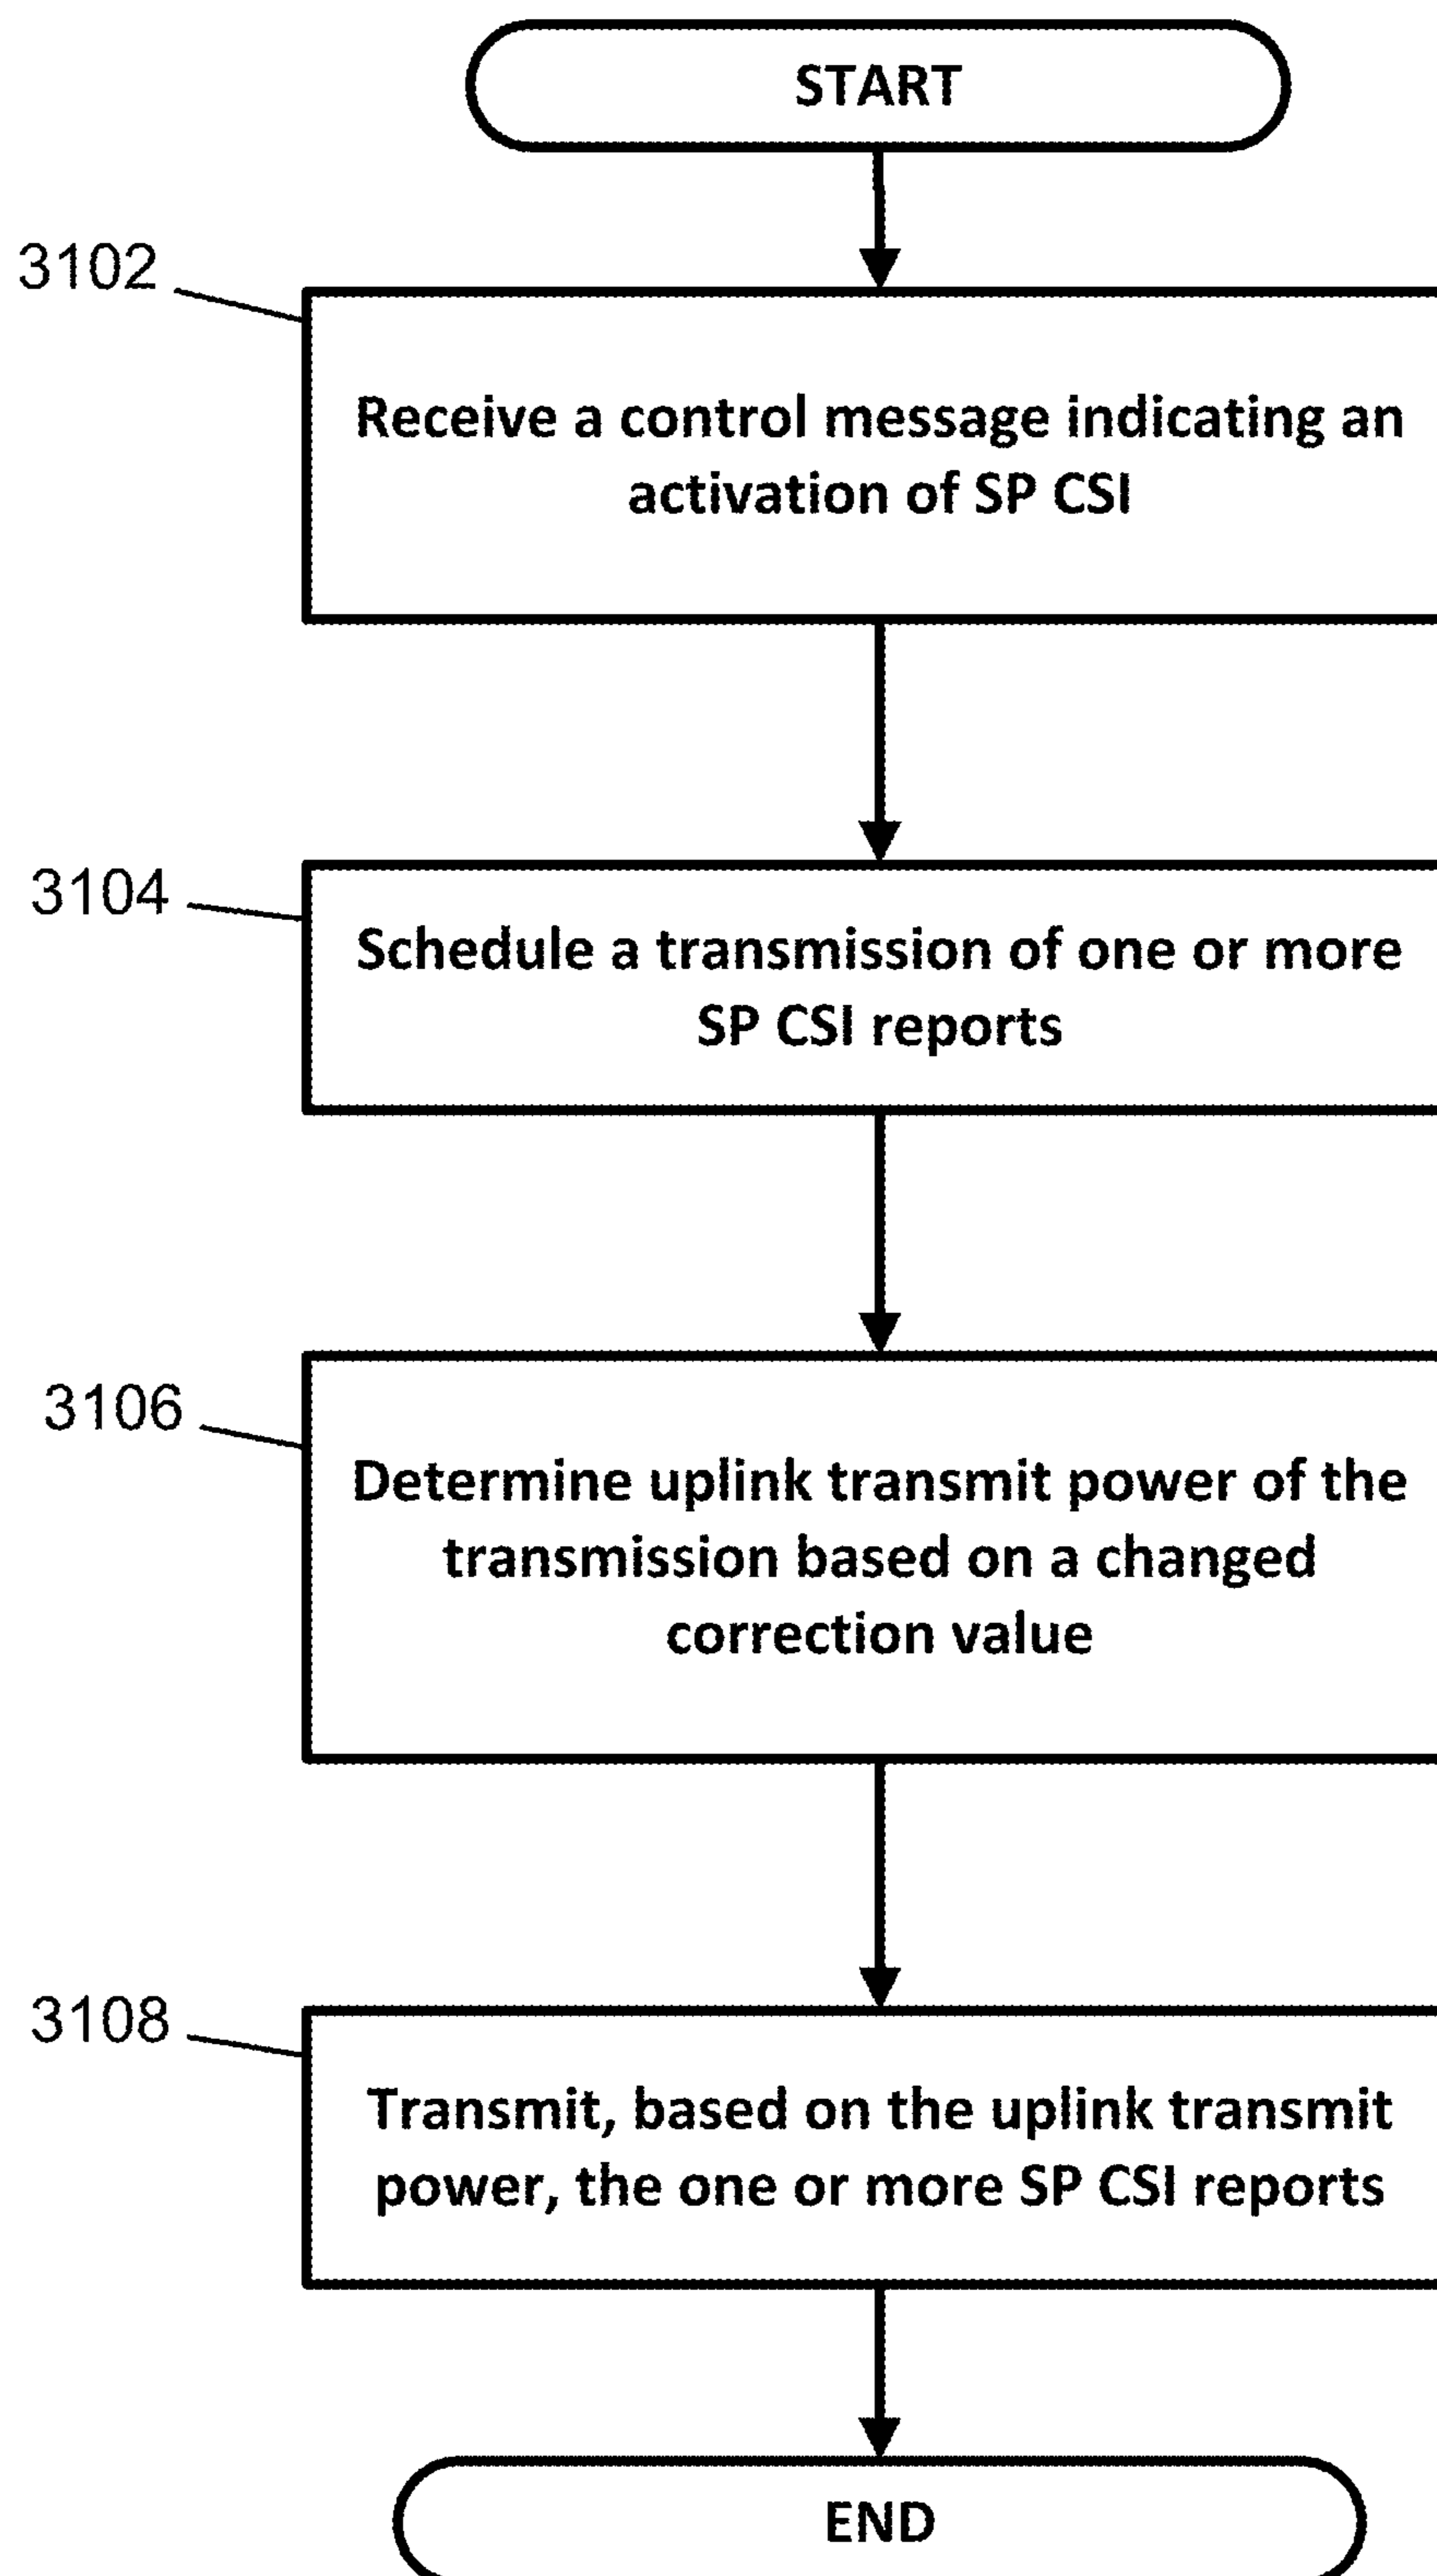 START
3102
Receive a control message indicating an
activation of SP CSI
3104
Schedule a transmission of one or more
SP CSI reports
3106
Determine uplink transmit power of the
transmission based on a changed
correction value
3108
Transmit, based on the uplink transmit
power, the one or more SP CSI reports
END